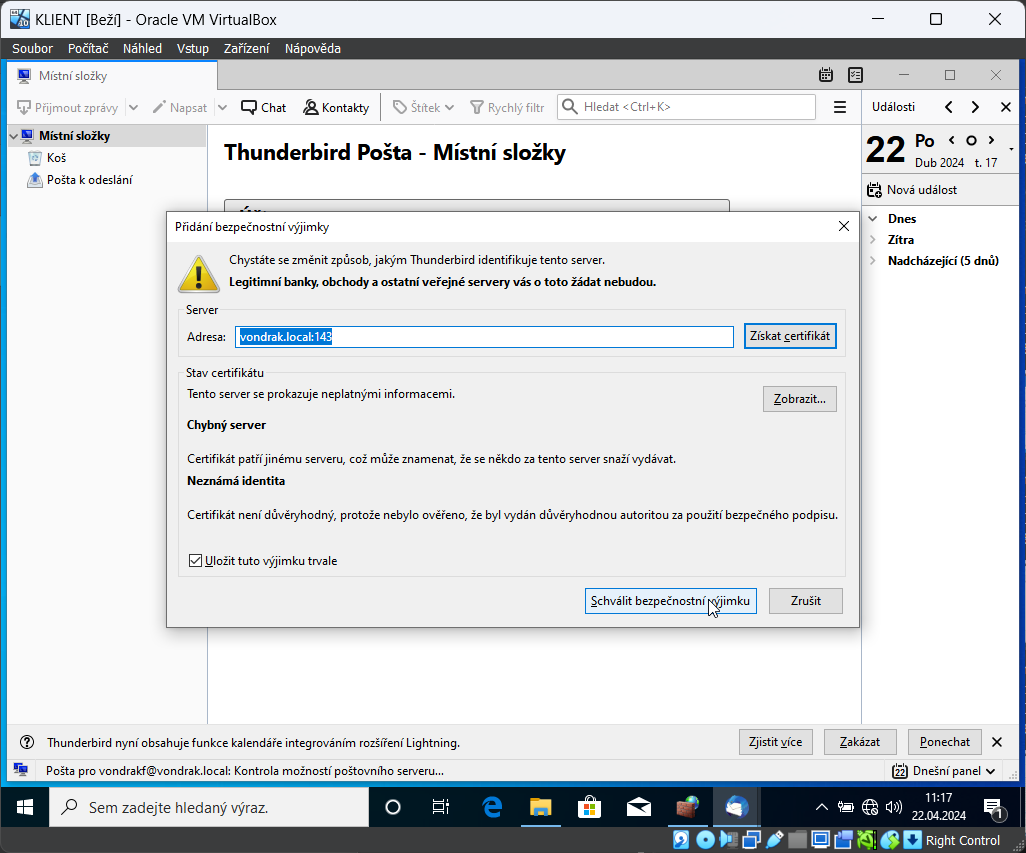 KLIENT [Beží] - Oracle VM VirtualBox
Soubor Počítač Náhled Vstup Zařízení Nápověda
Místní složky
Přijmout zprávy Napsat Chat Kontakty Štítek Rychlý filtr Hledat <Ctrl+K> Události
Místní složky
Koš
Pošta k odeslání
Thunderbird Pošta - Místní složky
22 Po
Dub 2024 t. 17
Nová událost
Dnes
Zítra
Nadcházející (5 dnů)
Přidání bezpečnostní výjimky
Chystáte se změnit způsob, jakým Thunderbird identifikuje tento server.
Legitimní banky, obchody a ostatní veřejné servery vás o toto žádat nebudou.
Server
Adresa: vondrak.local:143 Získat certifikát
Stav certifikátu
Tento server se prokazuje neplatnými informacemi.
Zobrazit...
Chybný server
Certifikát patří jinému serveru, což může znamenat, že se někdo za tento server snaží vydávat.
Neznámá identita
Certifikát není důvěryhodný, protože nebylo ověřeno, že byl vydán důvěryhodnou autoritou za použití bezpečného podpisu.
Uložit tuto výjimku trvale
Schválit bezpečnostní výjimku Zrušit
Thunderbird nyní obsahuje funkce kalendáře integrováním rozšíření Lightning. Zjistit více Zakázat Ponechat
Pošta pro vondrakf@vondrak.local: Kontrola možností poštovního serveru... 22 Dnešní panel
Sem zadejte hledaný výraz.
11:17
22.04.2024
1
Right Control